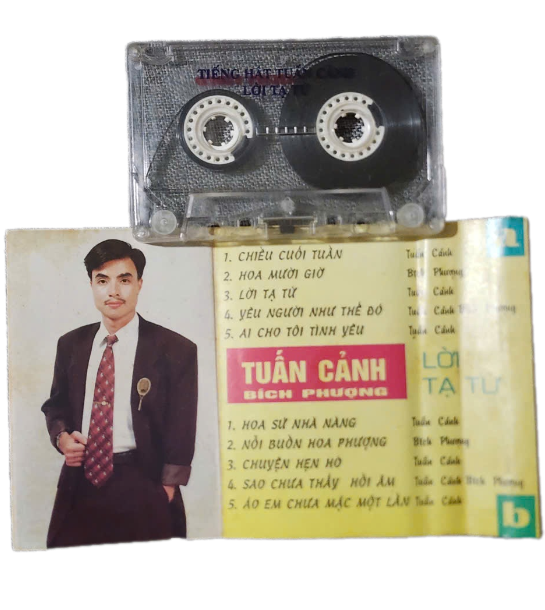 TIẾNG HÁT TUẤN CẢNH
LỜI TẠ TỪ
a
1. CHIỀU CUỐI TUẦN Tuấn Cảnh
2. HOA MƯỜI GIỜ Bích Phượng
3. LỜI TẠ TỪ Tuấn Cảnh
4. YÊU NGƯỜI NHƯ THẾ ĐÓ Tuấn Cảnh Bích Phượng
5. AI CHO TÔI TÌNH YÊU Tuấn Cảnh
TUẤN CẢNH
BÍCH PHƯỢNG
LỜI
TẠ TỪ
1. HOA SỨ NHÀ NÀNG Tuấn Cảnh
2. NỖI BUỒN HOA PHƯỢNG Bích Phượng
3. CHUYỆN HẸN HÒ Tuấn Cảnh
4. SAO CHƯA THẤY HỒI ÂM Tuấn Cảnh Bích Phượng
5. ÁO EM CHƯA MẶC MỘT LẦN Tuấn Cảnh
b